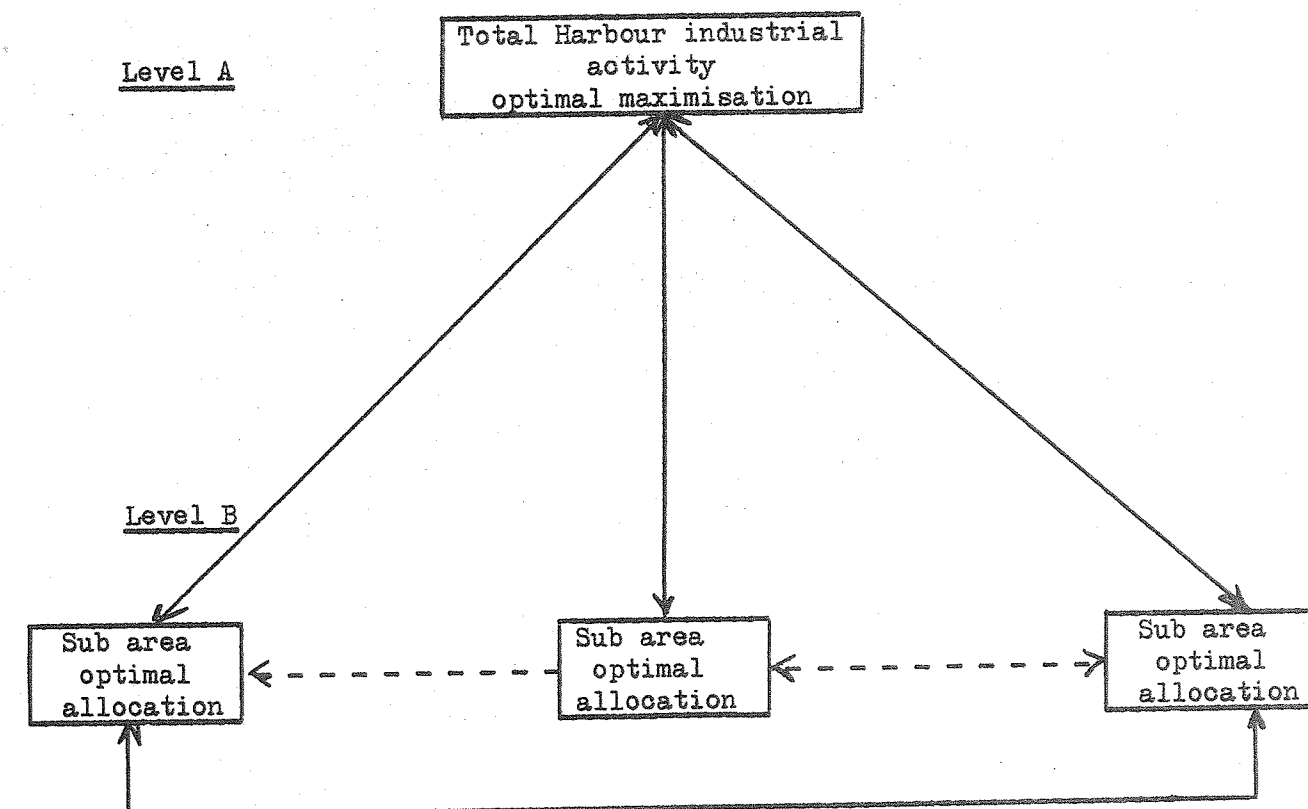 Total Harbour industrial
activity
optimal maximisation
Level A
Level B
Sub area
optimal
allocation
Sub area
optimal
allocation
Sub area
optimal
allocation